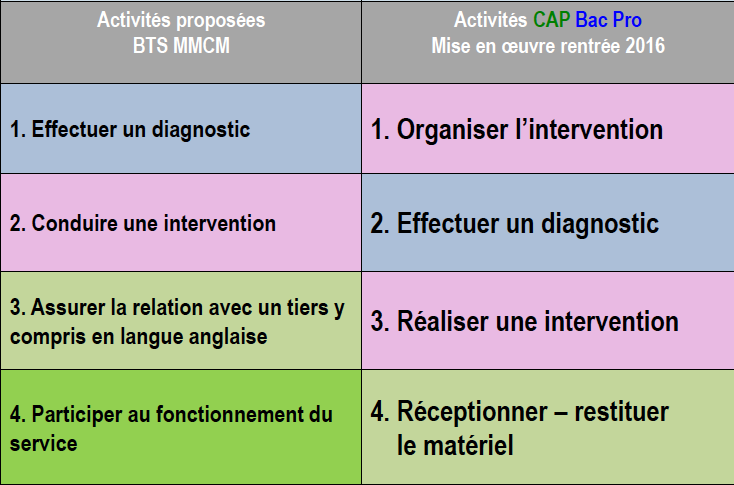 Activités proposées
BTS MMCM
Activités CAP Bac Pro
Mise en œuvre rentrée 2016
1. Effectuer un diagnostic
1. Organiser l’intervention
2. Conduire une intervention
2. Effectuer un diagnostic
3. Assurer la relation avec un tiers y
compris en langue anglaise
3. Réaliser une intervention
4. Participer au fonctionnement du
service
4. Réceptionner – restituer
le matériel